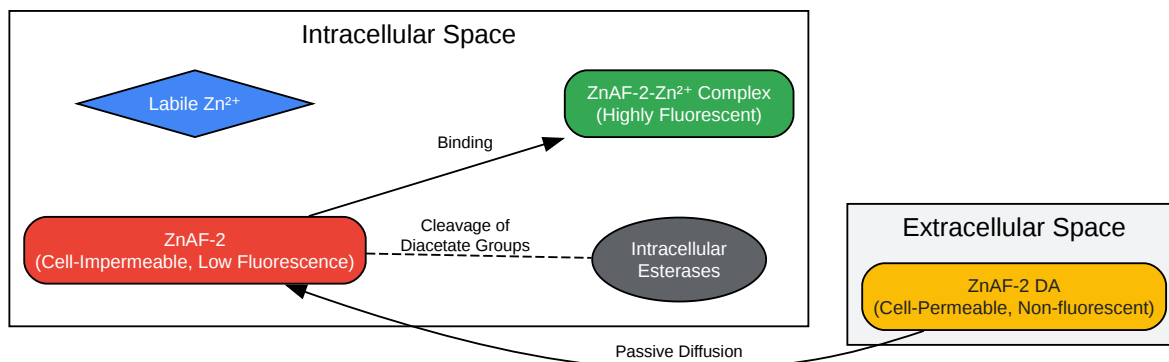 Intracellular Space
Labile Zn²⁺
ZnAF-2-Zn²⁺ Complex
(Highly Fluorescent)
Binding
ZnAF-2
(Cell-Impermeable, Low Fluorescence)
Cleavage of
Diacetate Groups
Intracellular
Esterases
Extracellular Space
ZnAF-2 DA
(Cell-Permeable, Non-fluorescent)
Passive Diffusion